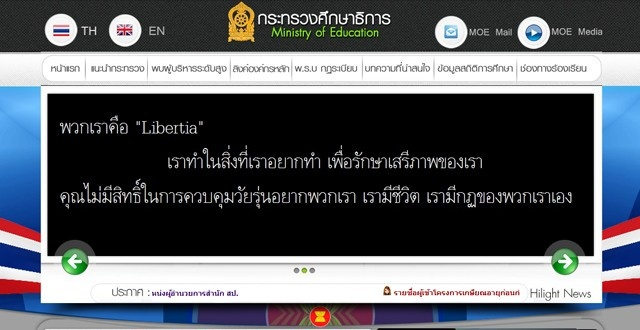 TH
EN
กระทรวงศึกษาธิการ
Ministry of Education
MOE Mail
MOE Media
หน้าแรก
แนะนำกระทรวง
พบผู้บริหารระดับสูง
ลิงค์องค์กรหลัก
พ.ร.บ กฎระเบียบ
บทความที่น่าสนใจ
ข้อมูลสถิติการศึกษา
ช่องทางร้องเรียน
พวกเราคือ "Libertia"
เราทำในสิ่งที่เราอยากทำ เพื่อรักษาเสรีภาพของเรา
คุณไม่มีสิทธิ์ในการควบคุมวัยรุ่นอยากพวกเรา เรามีชีวิต เรามีกฎของพวกเราเอง
ประกาศ : หน่งผู้อำนวยการสำนัก สป.
รายชื่อผู้เข้าโครงการเกษียณอายุก่อนก
Hilight News